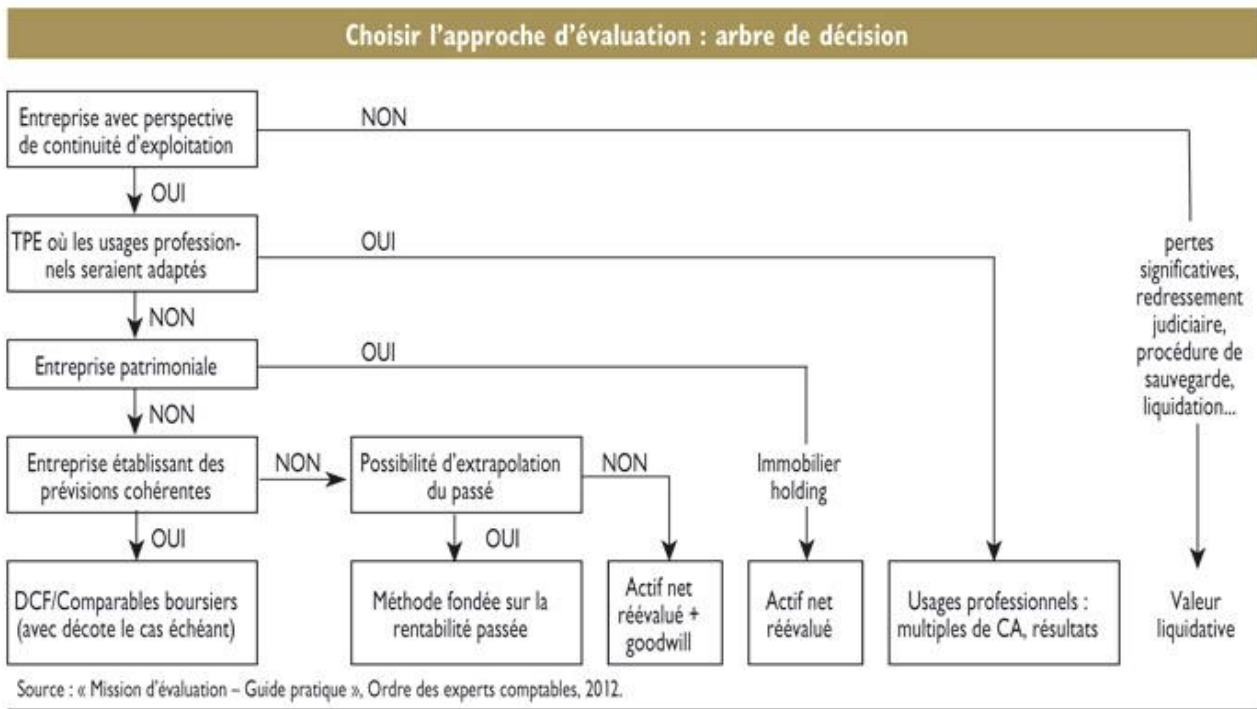 Choisir l'approche d'évaluation : arbre de décision
Entreprise avec perspective
de continuité d'exploitation
NON
OUI
TPE où les usages profession-
nels seraient adaptés
OUI
pertes
significatives,
redressement
judiciaire,
procédure de
sauvegarde,
liquidation...
NON
Entreprise patrimoniale
OUI
NON
Entreprise établissant des
prévisions cohérentes
NON
Possibilité d'extrapolation
du passé
NON
Immobilier
holding
OUI
OUI
DCF/Comparables boursiers
(avec décote le cas échéant)
Méthode fondée sur la
rentabilité passée
Actif net
réévalué +
goodwill
Actif net
réévalué
Usages professionnels :
multiples de CA, résultats
Valeur
liquidative
Source : « Mission d'évaluation – Guide pratique », Ordre des experts comptables, 2012.